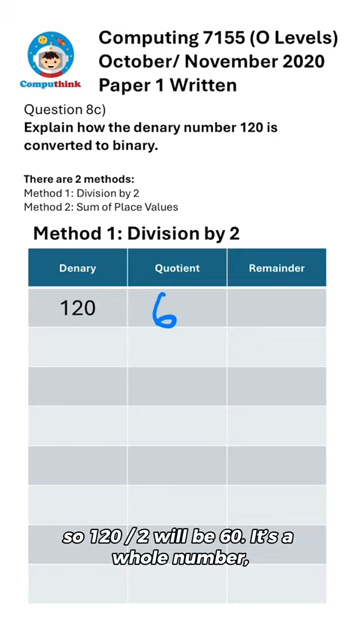 Computing 7155 (O Levels)
October/ November 2020
Paper 1 Written
Computhink
Question 8c)
Explain how the denary number 120 is
converted to binary.
There are 2 methods:
Method 1: Division by 2
Method 2: Sum of Place Values
Method 1: Division by 2
Denary Quotient Remainder
120 6
so 120 / 2 will be 60. It's a
whole number,